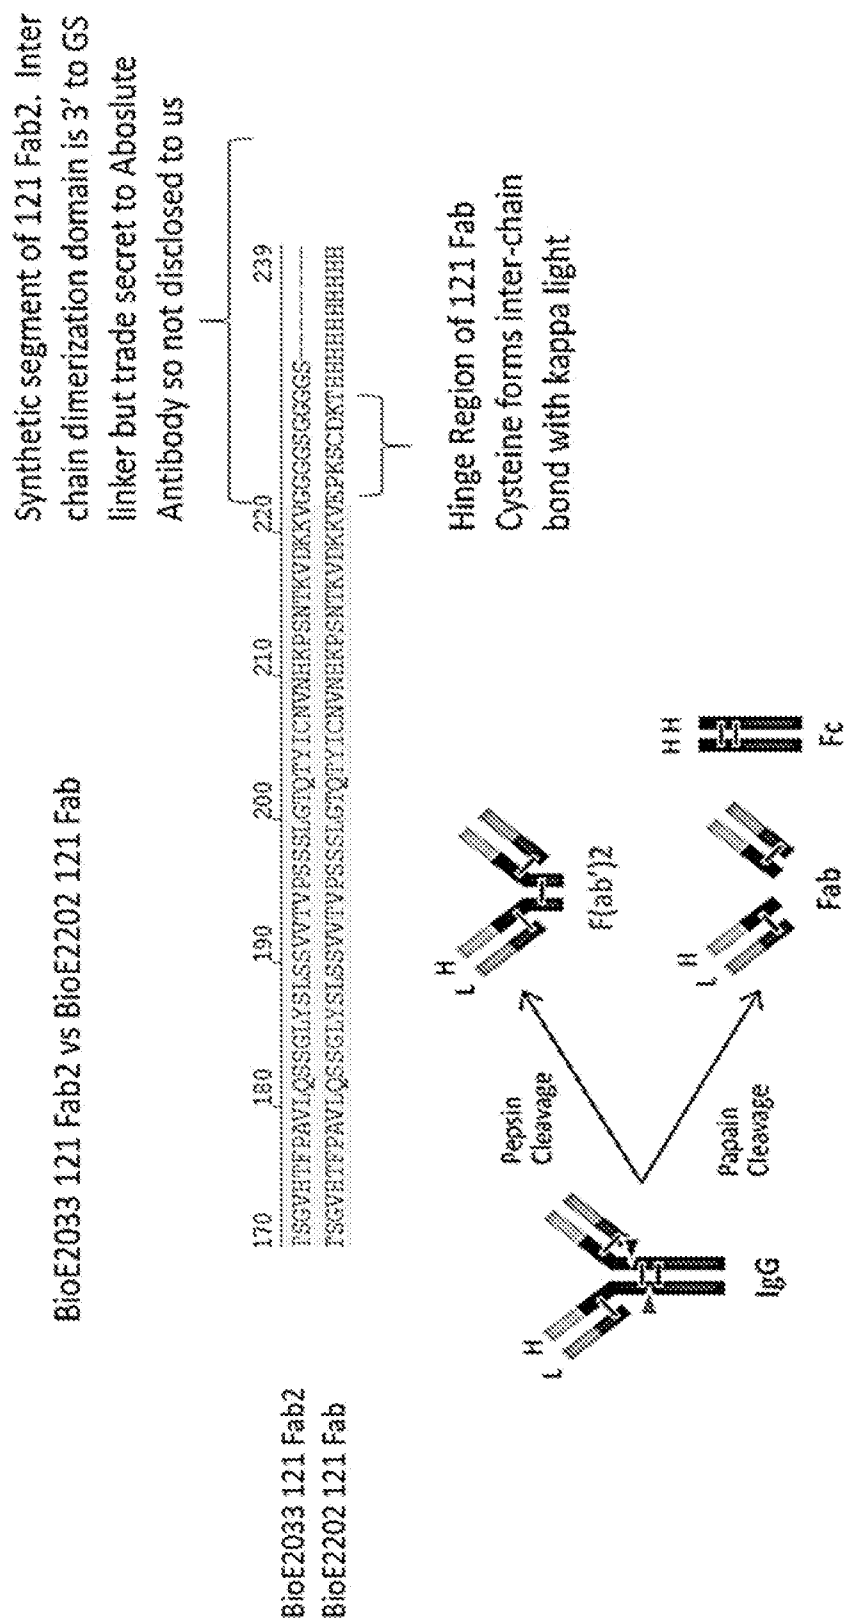 BioE2033 121 Fab2 vs BioE2202 121 Fab
Synthetic segment of 121 Fab2. Inter
chain dimerization domain is 3' to GS
linker but trade secret to Aboslute
Antibody so not disclosed to us
170 180 190 200 210 220 239
BioE2033 121 Fab2 TSGVHTFPAVLQSSGLYSLSSVVTVPSSSLGTQTYICNVNHKPSNTKVDKKVGGGGSGGGGS--------
BioE2202 121 Fab TSGVHTFPAVLQSSGLYSLSSVVTVPSSSLGTQTYICNVNHKPSNTKVDKKVEPKSCDKTHHHHHHHHHH
Hinge Region of 121 Fab
Cysteine forms inter-chain
bond with kappa light
L H
IgG
Pepsin
Cleavage
Papain
Cleavage
L H
F(ab')2
L H
Fab
H H
Fc